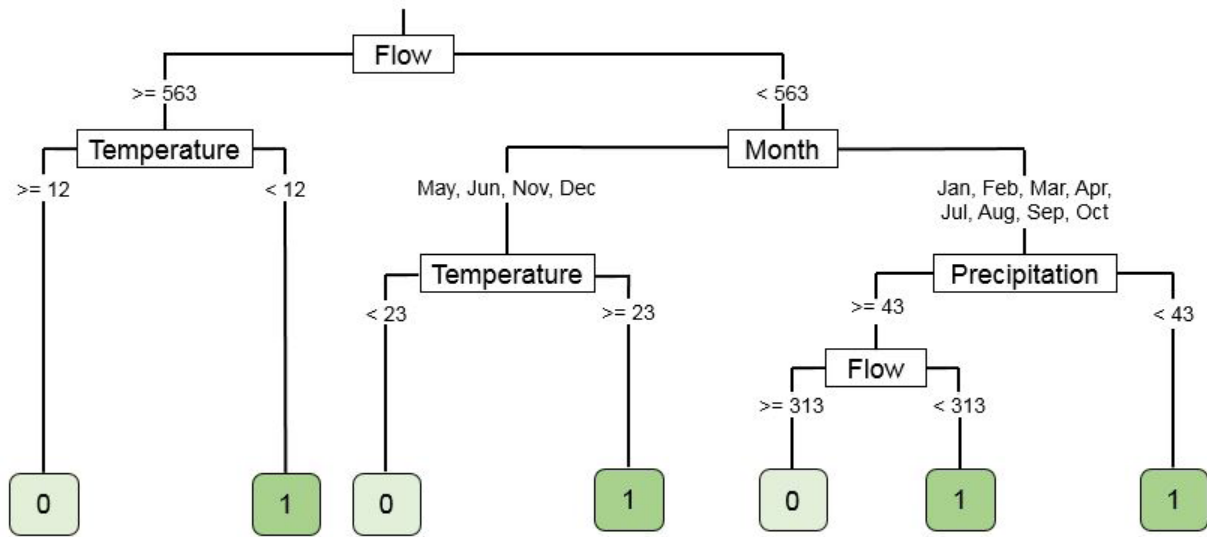 Flow
>= 563
< 563
Temperature
Month
>= 12
< 12
May, Jun, Nov, Dec
Jan, Feb, Mar, Apr,
Jul, Aug, Sep, Oct
Temperature
Precipitation
< 23
>= 23
>= 43
< 43
Flow
>= 313
< 313
0
1
0
1
0
1
1